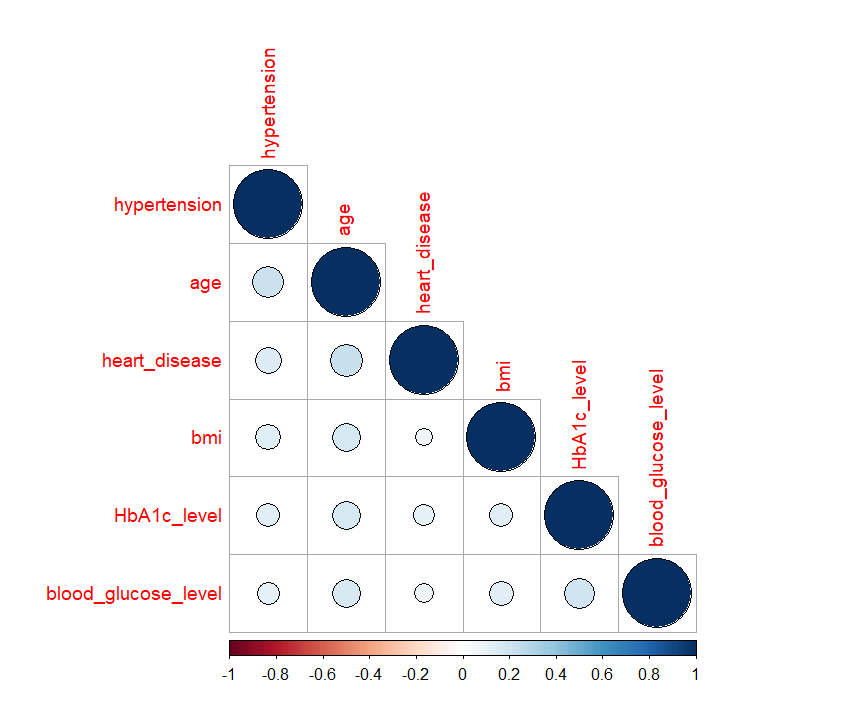 hypertension
age
heart_disease
bmi
HbA1c_level
blood_glucose_level
hypertension
age
heart_disease
bmi
HbA1c_level
blood_glucose_level
-1 -0.8 -0.6 -0.4 -0.2 0 0.2 0.4 0.6 0.8 1